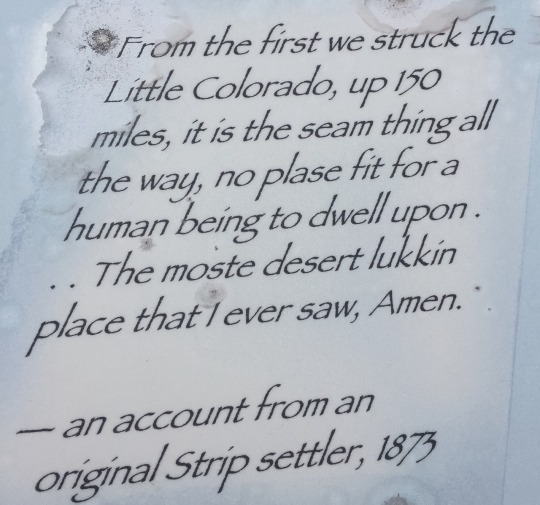 From the first we struck the
Little Colorado, up 150
miles, it is the seam thing all
the way, no plase fit for a
human being to dwell upon .
. . The moste desert lukkin
place that I ever saw, Amen.
— an account from an
original Strip settler, 1873